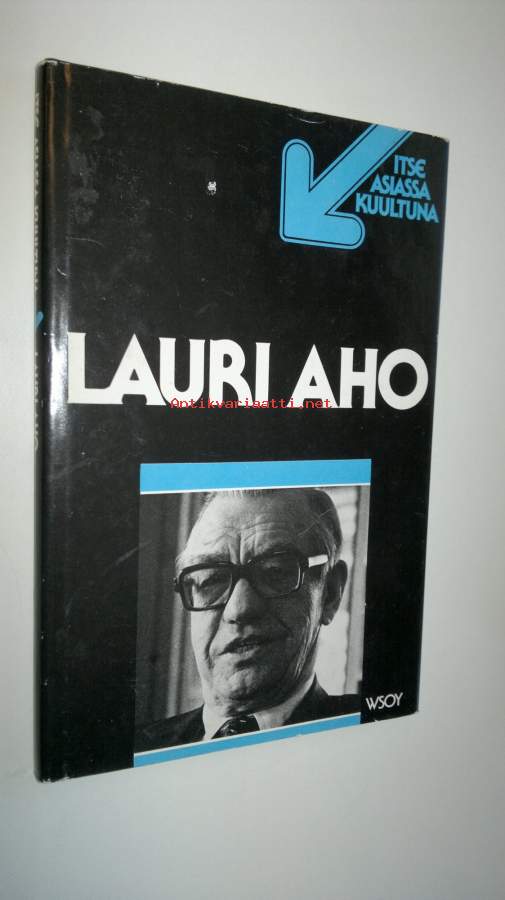 ITSE
ASIASSA
KUULTUNA
LAURI AHO
Antikvariaatti.net
WSOY